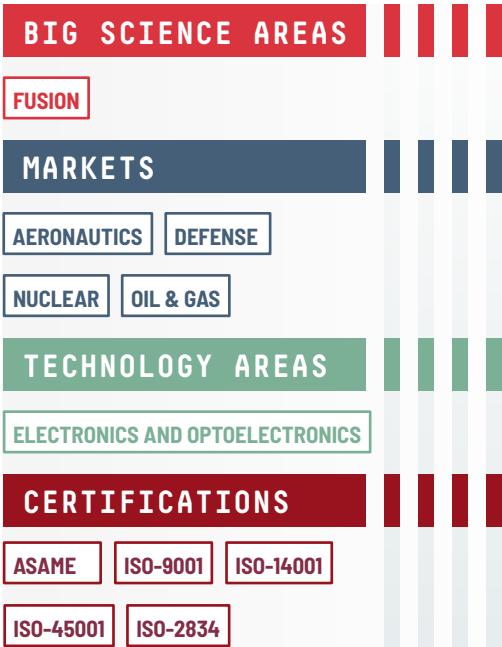 BIG SCIENCE AREAS
FUSION
MARKETS
AERONAUTICS DEFENSE
NUCLEAR OIL & GAS
TECHNOLOGY AREAS
ELECTRONICS AND OPTOELECTRONICS
CERTIFICATIONS
ASAME ISO-9001 ISO-14001
ISO-45001 ISO-2834